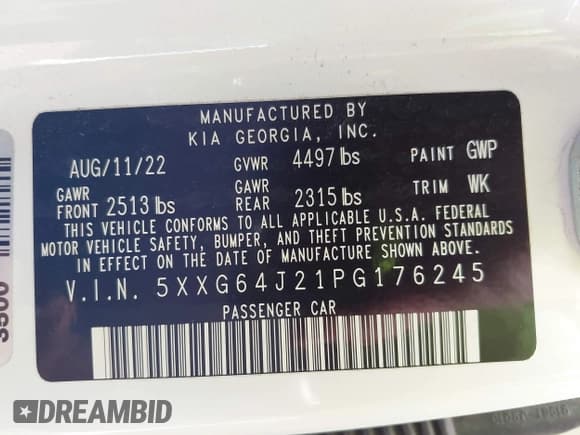 MANUFACTURED BY
KIA GEORGIA, INC.
AUG/11/22 GVWR 4497 lbs PAINT GWP
GAWR FRONT 2513 lbs GAWR REAR 2315 lbs TRIM WK
THIS VEHICLE CONFORMS TO ALL APPLICABLE U.S.A. FEDERAL
MOTOR VEHICLE SAFETY, BUMPER, AND THEFT PREVENTION STANDARDS
IN EFFECT ON THE DATE OF MANUFACTURE SHOWN ABOVE.
V.I.N. 5XXG64J21PG176245
PASSENGER CAR
3500
DREAMBID